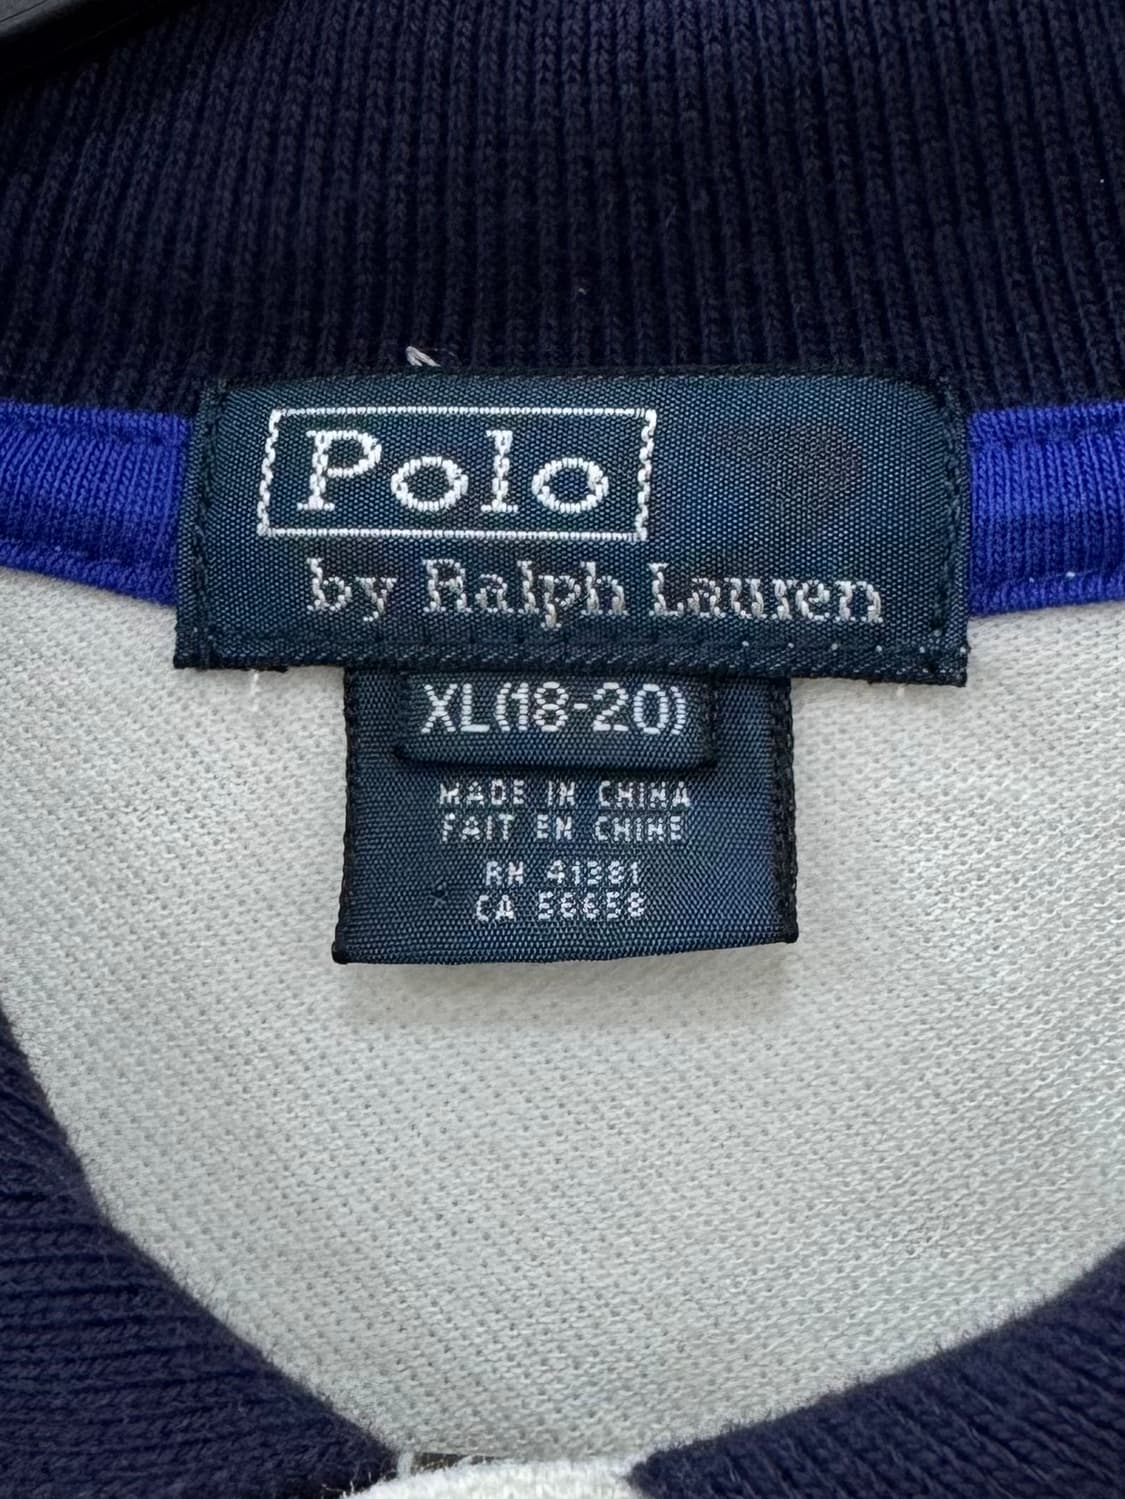 Polo
by Ralph Lauren
XL(18-20)
MADE IN CHINA
FAIT EN CHINE
RN 41381
CA 56658